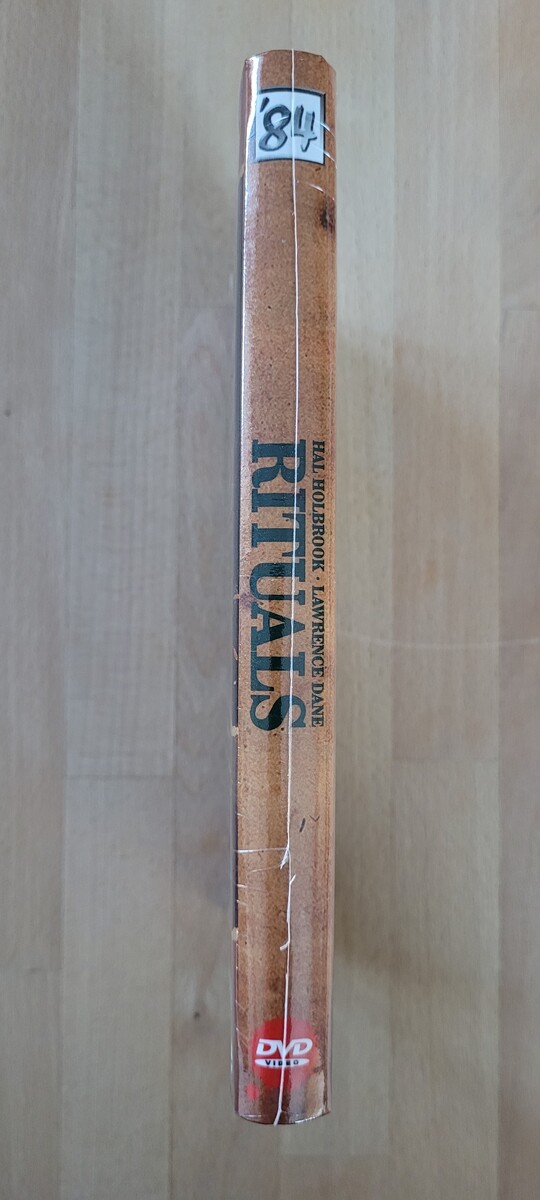 '84
HAL HOLBROOK · LAWRENCE DANE
RITUALS
DVD
VIDEO